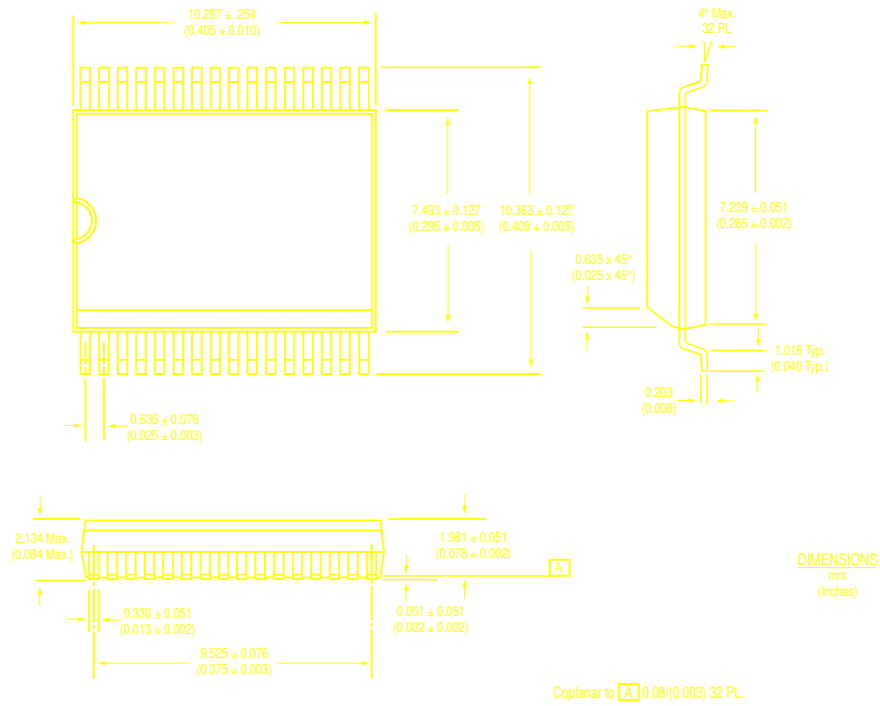 10.287 ± .254
(0.405 ± 0.010)
4° Max.
32 PL
7.493 ± 0.127
(0.295 ± 0.005)
10.363 ± 0.127
(0.408 ± 0.005)
7.239 ± 0.051
(0.285 ± 0.002)
0.635 x 45°
(0.025 x 45°)
1.016 Typ.
(0.040 Typ.)
0.203
(0.008)
0.635 ± 0.076
(0.025 ± 0.003)
2.134 Max.
(0.084 Max.)
1.981 ± 0.051
(0.078 ± 0.002)
A
DIMENSIONS
mm
(Inches)
0.330 ± 0.051
(0.013 ± 0.002)
0.051 ± 0.051
(0.002 ± 0.002)
9.525 ± 0.076
(0.375 ± 0.003)
Coplanar to A 0.08/(0.003) 32 PL.